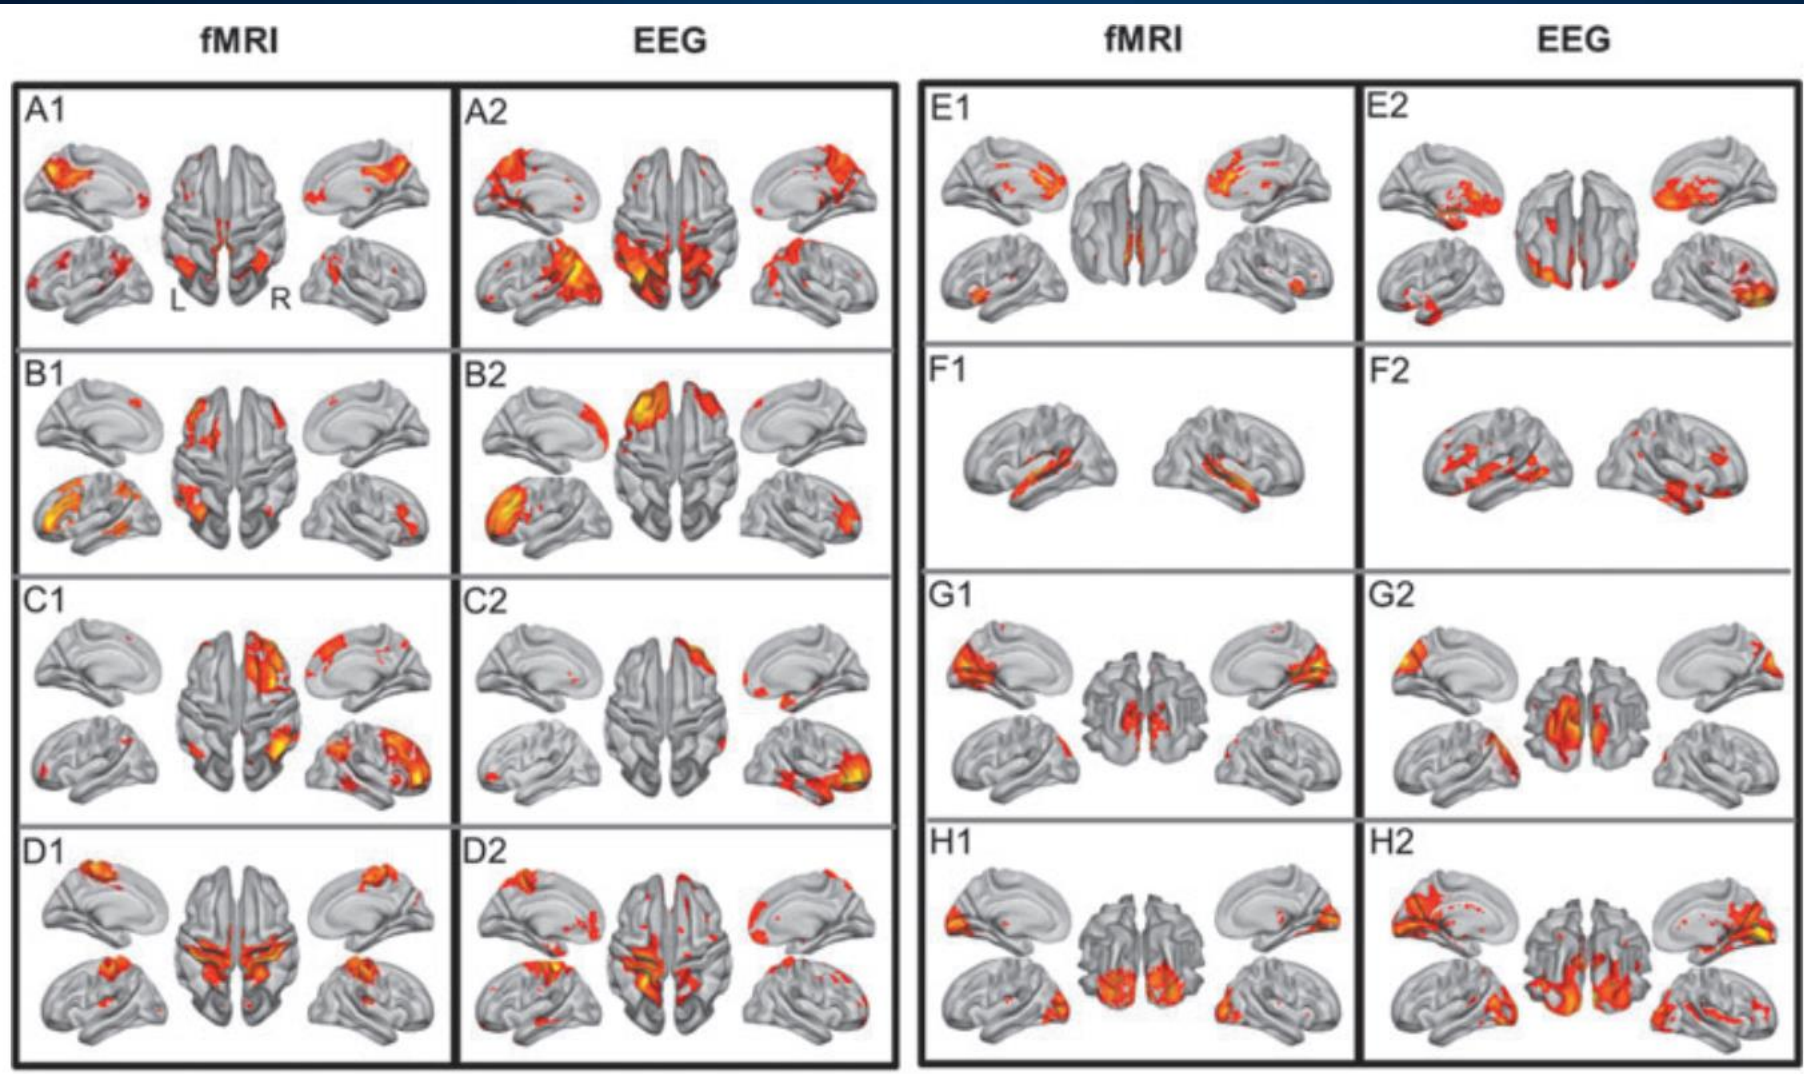 fMRI EEG fMRI EEG
A1 A2 E1 E2
L R
B1 B2 F1 F2
C1 C2 G1 G2
D1 D2 H1 H2